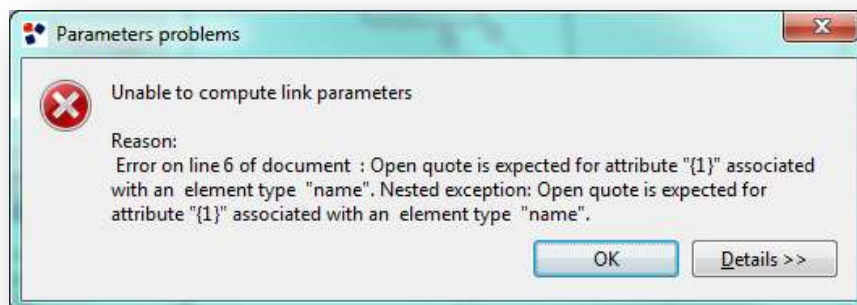 Parameters problems
Unable to compute link parameters
Reason:
Error on line 6 of document : Open quote is expected for attribute "{1}" associated
with an element type "name". Nested exception: Open quote is expected for
attribute "{1}" associated with an element type "name".
OK
Details >>